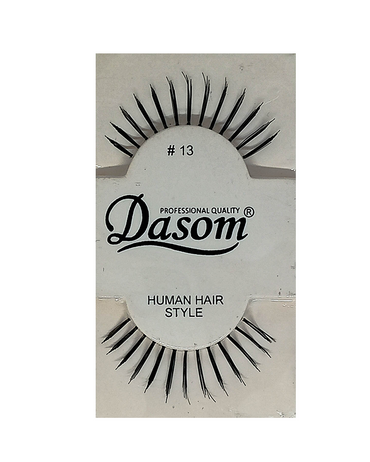 # 13
PROFESSIONAL QUALITY
Dasom®
HUMAN HAIR
STYLE